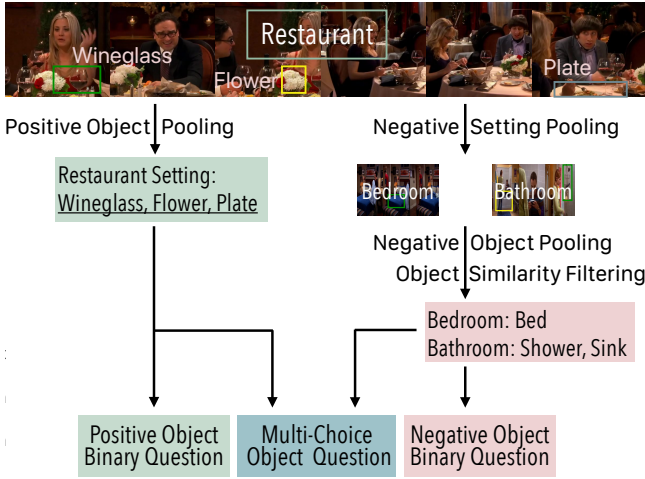 Restaurant
Wineglass
Flower
Plate
Positive Object Pooling
Negative Setting Pooling
Restaurant Setting:
Wineglass, Flower, Plate
Bedroom
Bathroom
Negative Object Pooling
Object Similarity Filtering
Bedroom: Bed
Bathroom: Shower, Sink
Positive Object
Binary Question
Multi-Choice
Object Question
Negative Object
Binary Question